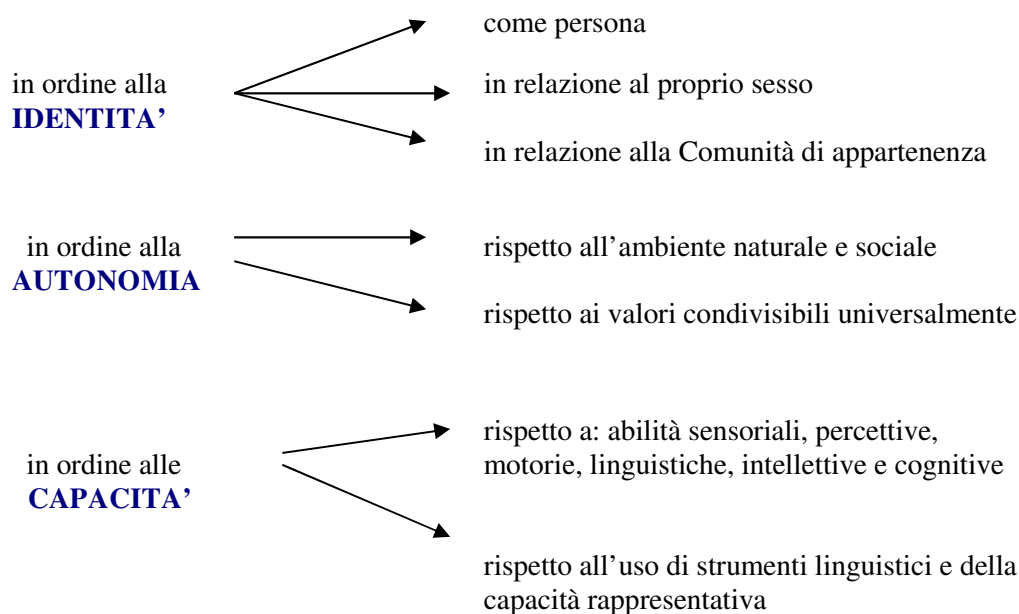 come persona
in ordine alla
IDENTITA’
in relazione al proprio sesso
in relazione alla Comunità di appartenenza
in ordine alla
AUTONOMIA
rispetto all’ambiente naturale e sociale
rispetto ai valori condivisibili universalmente
in ordine alle
CAPACITA’
rispetto a: abilità sensoriali, percettive,
motorie, linguistiche, intellettive e cognitive
rispetto all’uso di strumenti linguistici e della
capacità rappresentativa